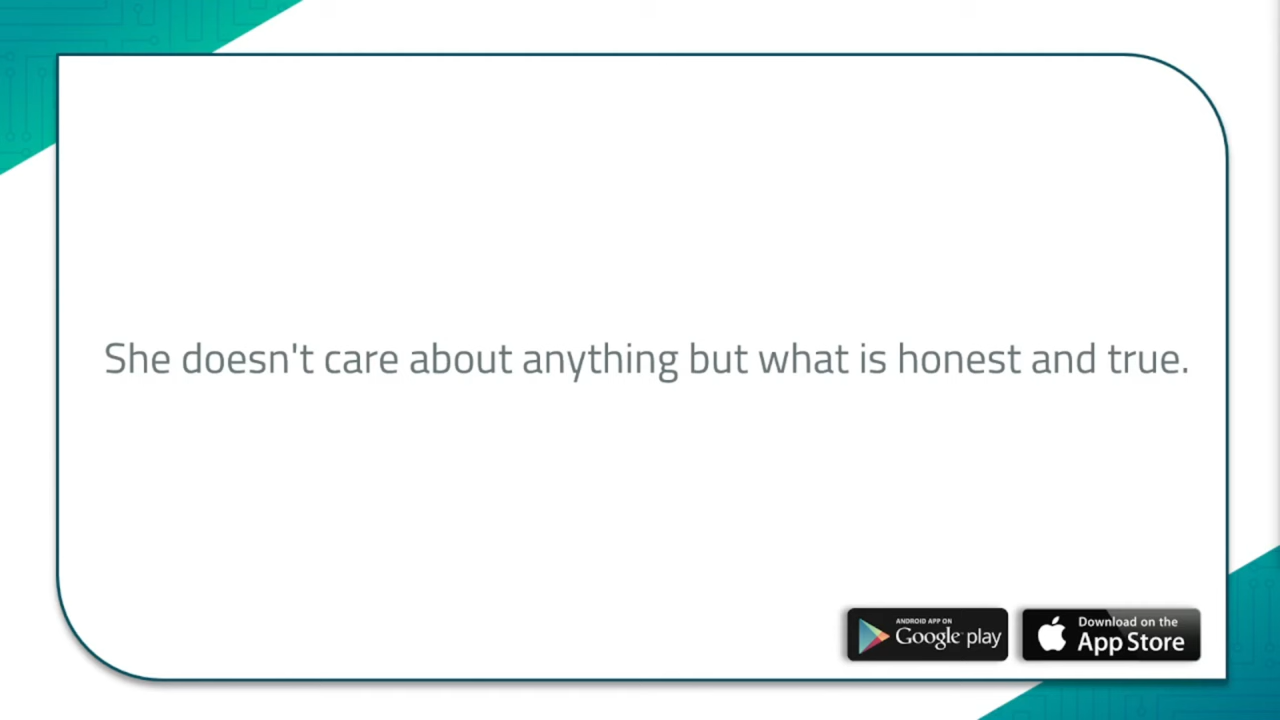 She doesn't care about anything but what is honest and true.
ANDROID APP ON
Google play
Download on the
App Store